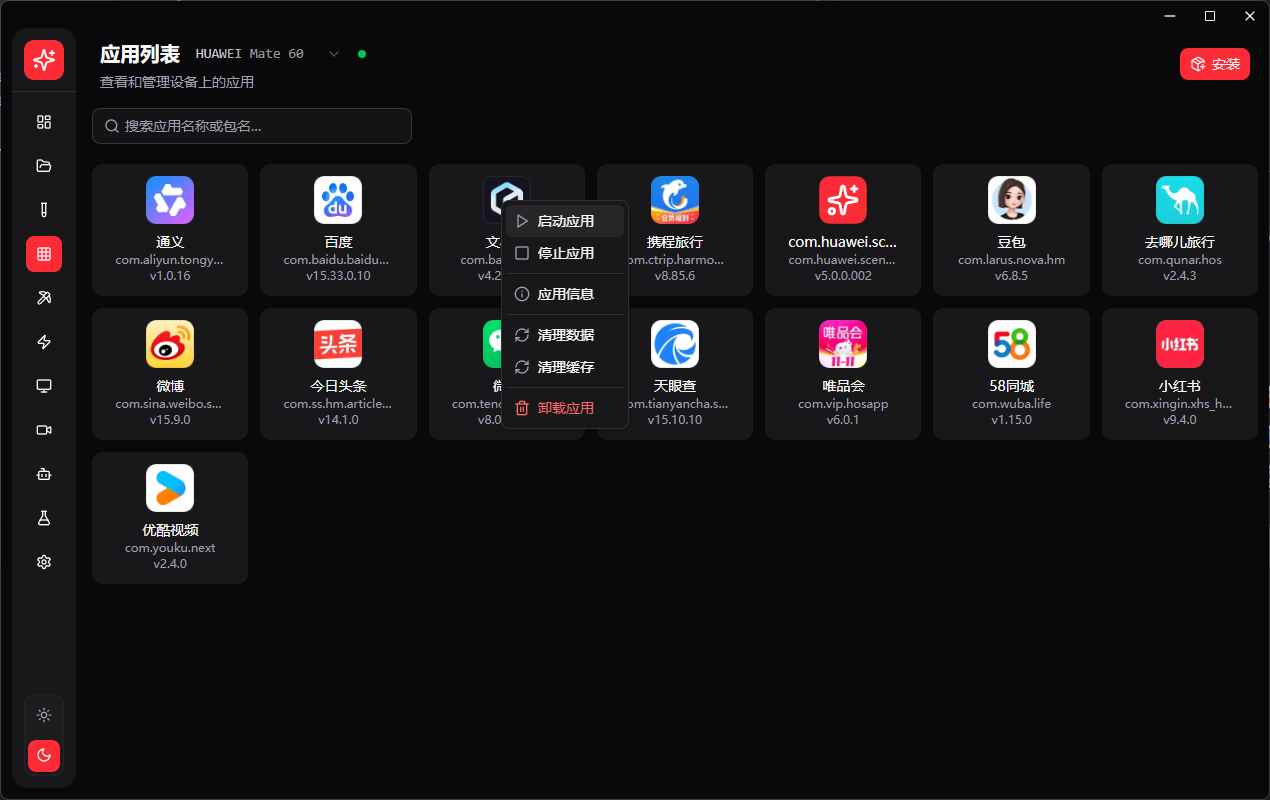 应用列表 HUAWEI Mate 60
查看和管理设备上的应用
安装
搜索应用名称或包名...
通义
com.aliyun.tongy...
v1.0.16
du
百度
com.baidu.baidu...
v15.33.10
文
com.ba
v4.2
会员福利
携程旅行
om.ctrip.harmo...
v8.85.6
com.huawei.sc...
com.huawei.scen...
v5.0.0.002
豆包
com.larus.nova.hm
v6.8.5
去哪儿旅行
com.qunar.hos
v2.4.3
启动应用
停止应用
应用信息
清理数据
清理缓存
卸载应用
微博
com.sina.weibo.s...
v15.9.0
头条
今日头条
com.ss.hm.article...
v14.1.0
com.tenc
v8.0
天眼查
om.tianyancha.s...
v15.10.10
唯品会
11-11
唯品会
com.vip.hosapp
v6.0.1
58
58同城
com.wuba.life
v1.15.0
小红书
小红书
com.xingin.xhs_h...
v9.4.0
优酷视频
com.youku.next
v2.4.0